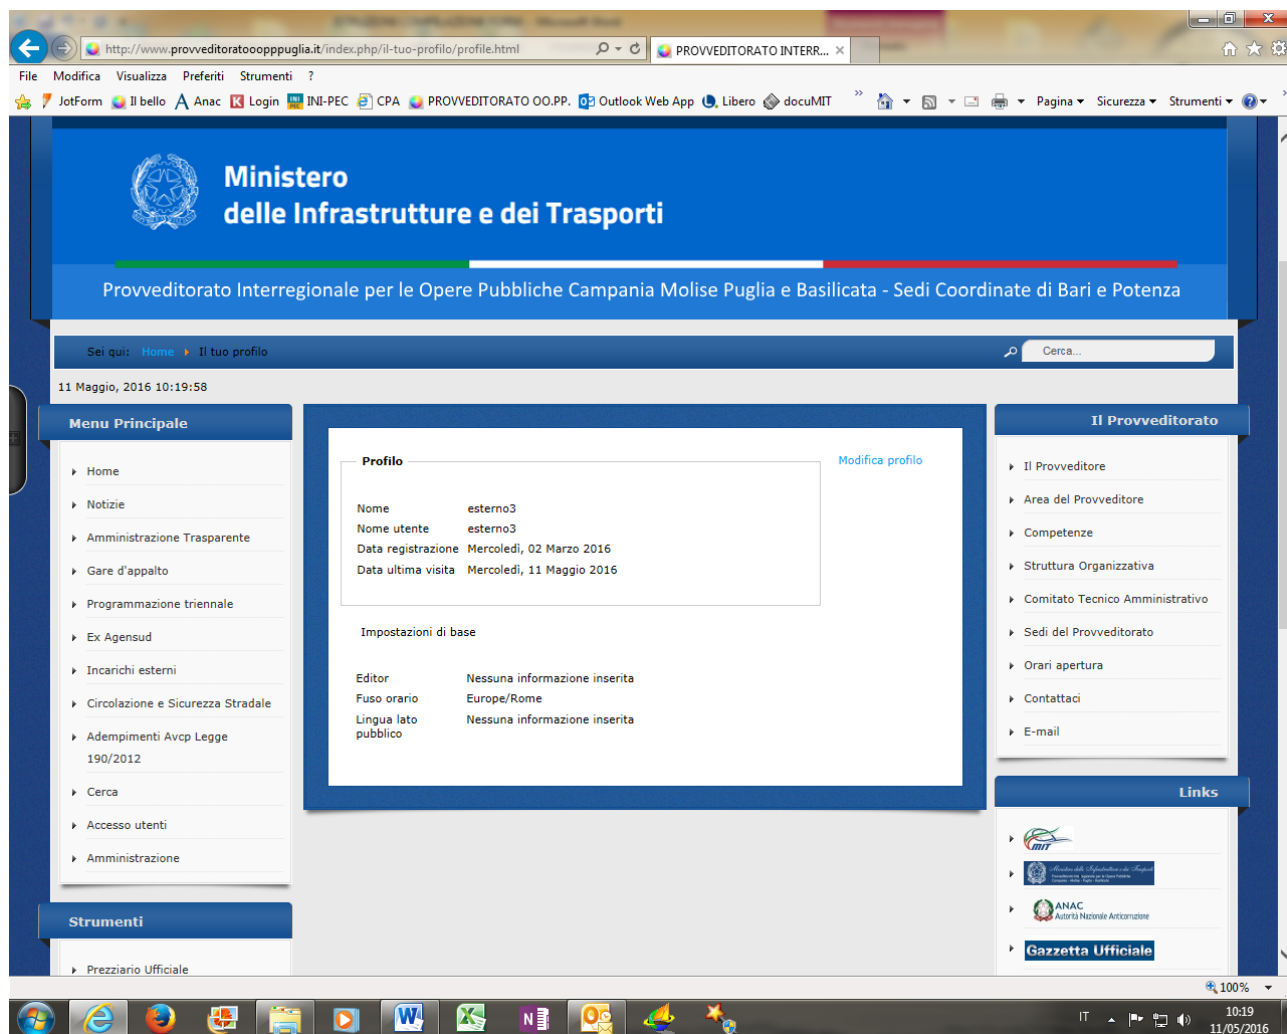 http://www.provveditoratooopppuglia.it/index.php/il-tuo-profilo/profile.html
PROVVEDITORATO INTERR...
File Modifica Visualizza Preferiti Strumenti ?
JotForm Il bello Anac Login INI-PEC CPA PROVVEDITORATO OO.PP. Outlook Web App Libero docuMIT Pagina Sicurezza Strumenti
Ministero
delle Infrastrutture e dei Trasporti
Provveditorato Interregionale per le Opere Pubbliche Campania Molise Puglia e Basilicata - Sedi Coordinate di Bari e Potenza
Sei qui: Home Il tuo profilo
Cerca...
11 Maggio, 2016 10:19:58
Menu Principale
Home
Notizie
Amministrazione Trasparente
Gare d'appalto
Programmazione triennale
Ex Agensud
Incarichi esterni
Circolazione e Sicurezza Stradale
Adempimenti Avcp Legge
190/2012
Cerca
Accesso utenti
Amministrazione
Strumenti
Prezziario Ufficiale
Profilo
Modifica profilo
Nome esterno3
Nome utente esterno3
Data registrazione Mercoledì, 02 Marzo 2016
Data ultima visita Mercoledì, 11 Maggio 2016
Impostazioni di base
Editor Nessuna informazione inserita
Fuso orario Europe/Rome
Lingua lato Nessuna informazione inserita
pubblico
Il Provveditorato
Il Provveditore
Area del Provveditore
Competenze
Struttura Organizzativa
Comitato Tecnico Amministrativo
Sedi del Provveditorato
Orari apertura
Contattaci
E-mail
Links
MIT
ANAC
Autorità Nazionale Anticorruzione
Gazzetta Ufficiale
100%
IT
10:19
11/05/2016